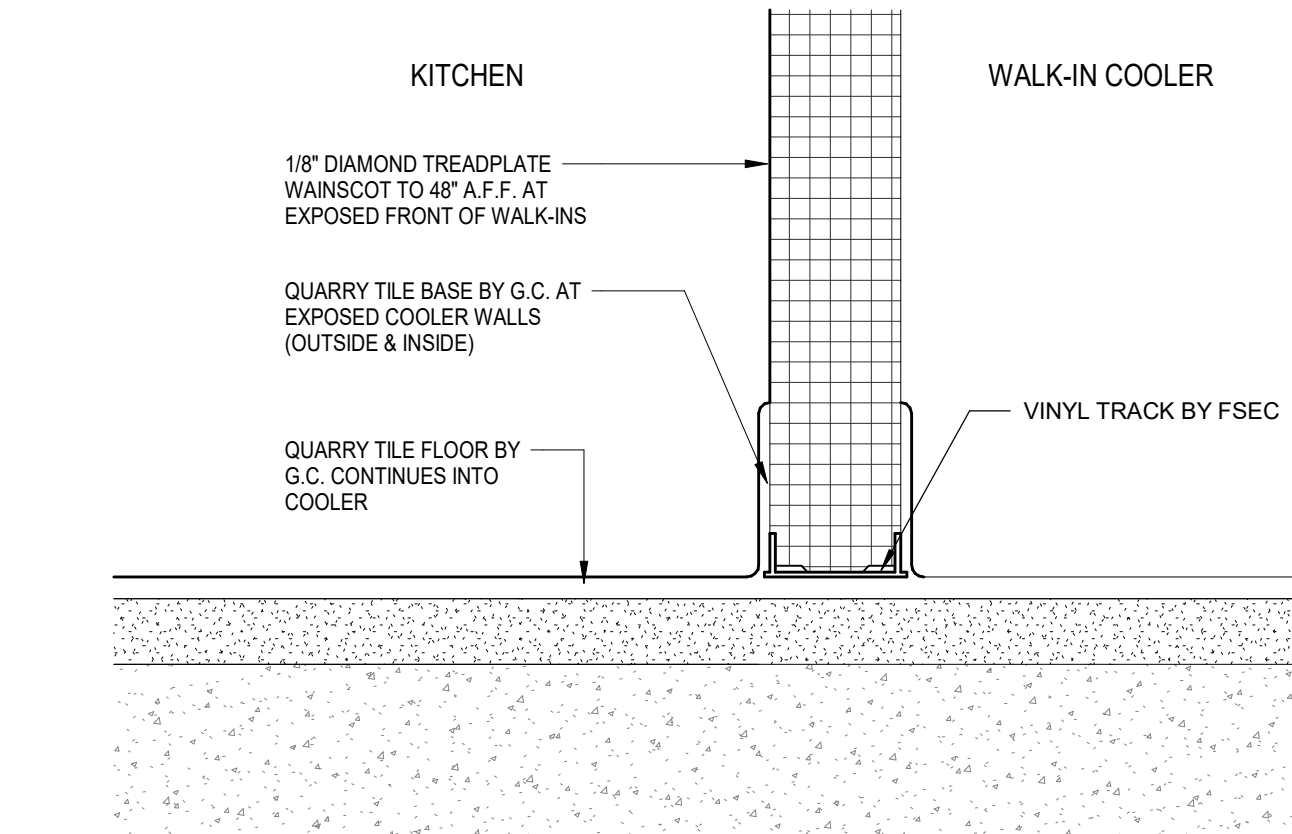 KITCHEN
WALK-IN COOLER
1/8" DIAMOND TREADPLATE
WAINSCOT TO 48" A.F.F. AT
EXPOSED FRONT OF WALK-INS
QUARRY TILE BASE BY G.C. AT
EXPOSED COOLER WALLS
(OUTSIDE & INSIDE)
VINYL TRACK BY FSEC
QUARRY TILE FLOOR BY
G.C. CONTINUES INTO
COOLER